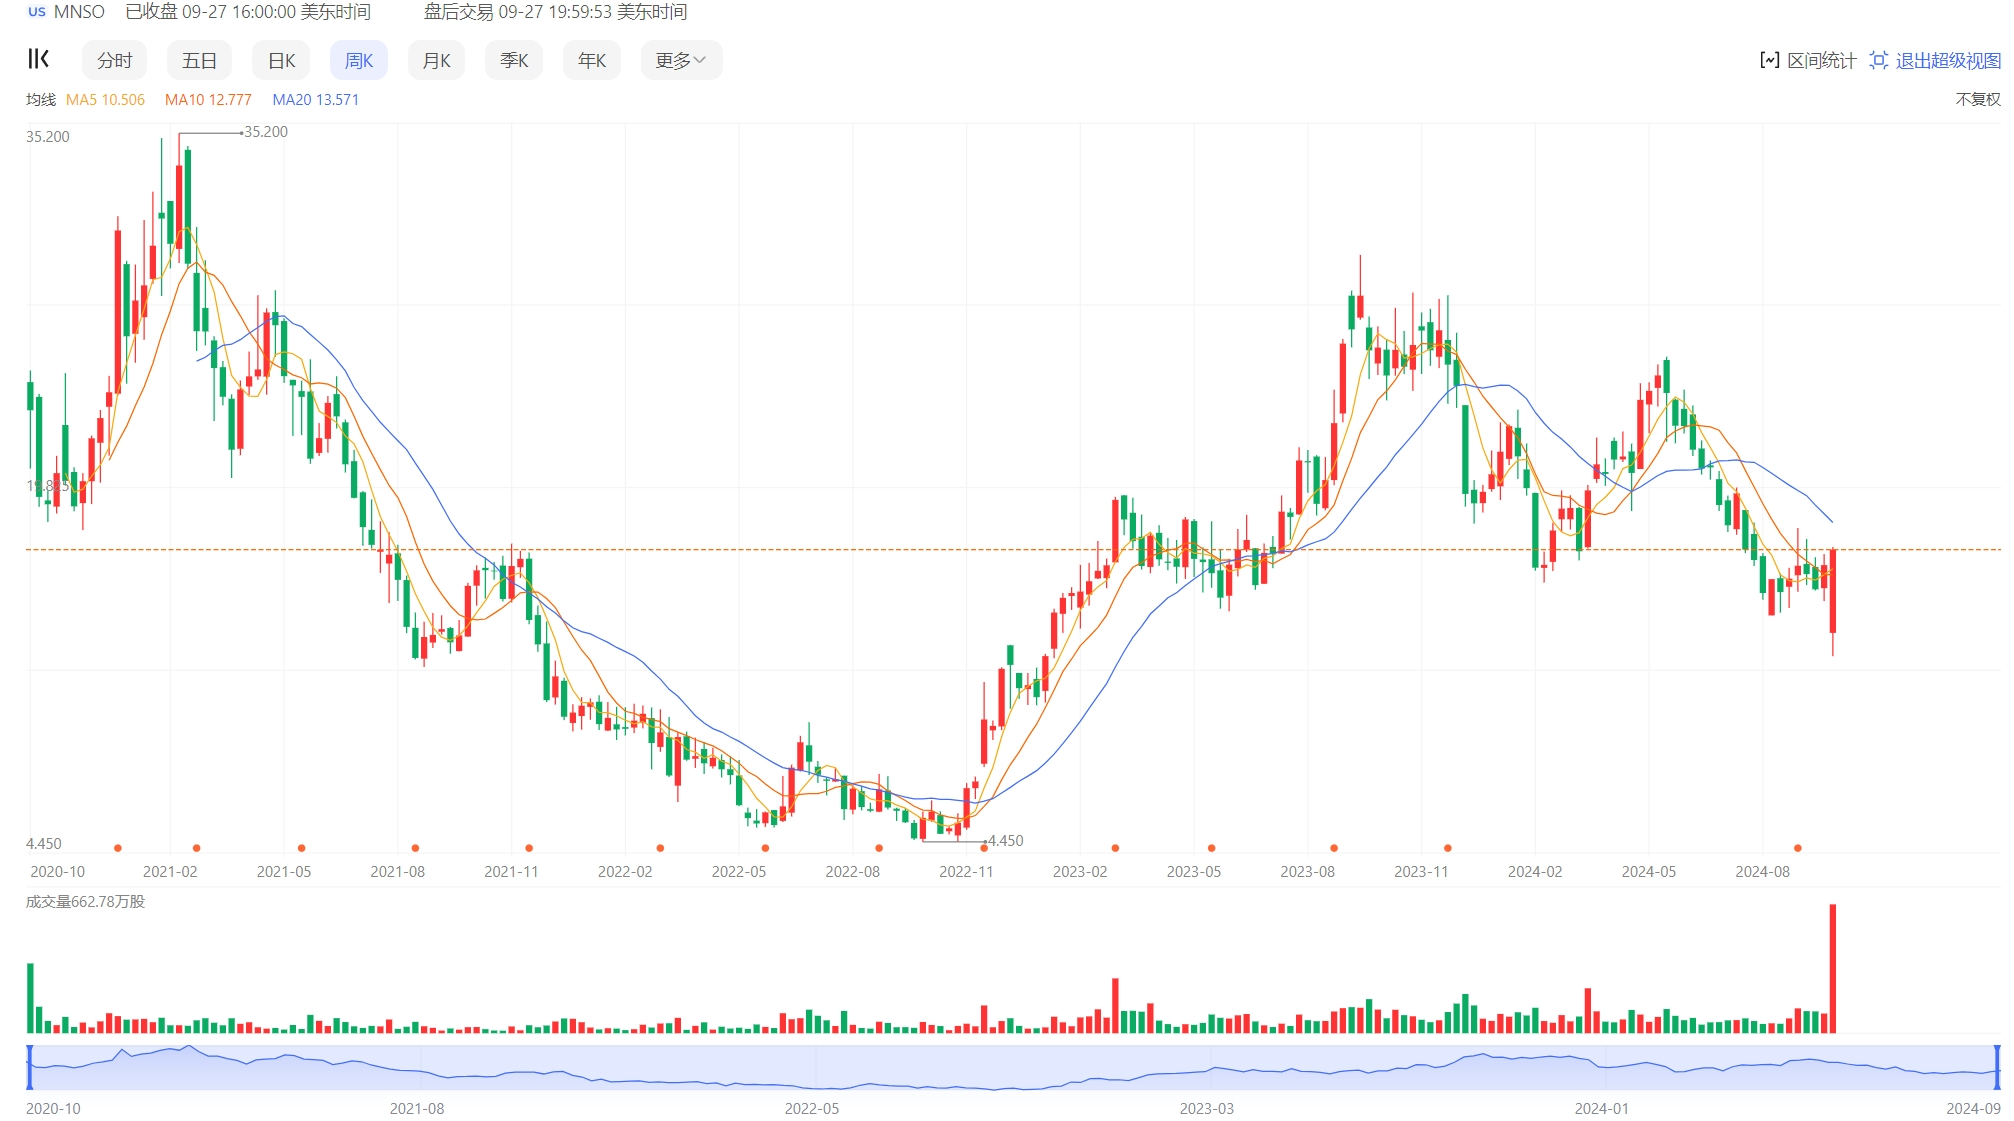 US MNSO 已收盘 09-27 16:00:00 美东时间 盘后交易 09-27 19:59:53 美东时间
分时 五日 日K 周K 月K 季K 年K 更多 区间统计 退出超级视图
均线 MA5 10.506 MA10 12.777 MA20 13.571 不复权
35.200 35.200
19.825
4.450 4.450
2020-10 2021-02 2021-05 2021-08 2021-11 2022-02 2022-05 2022-08 2022-11 2023-02 2023-05 2023-08 2023-11 2024-02 2024-05 2024-08
成交量662.78万股
2020-10 2021-08 2022-05 2023-03 2024-01 2024-09